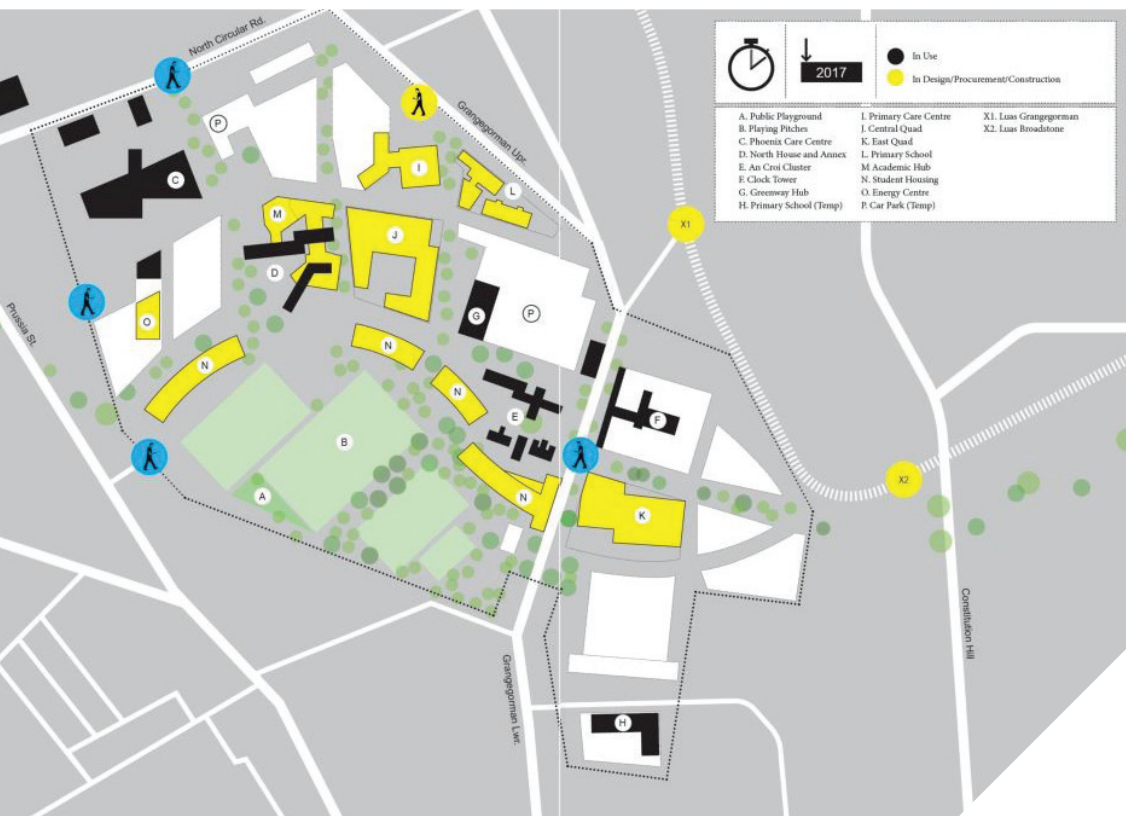 North Circular Rd.
Grangegorman Upr.
2017
In Use
In Design/Procurement/Construction
A. Public Playground
B. Playing Pitches
C. Phoenix Care Centre
D. North House and Annex
E. An Croi Cluster
F. Clock Tower
G. Greenway Hub
H. Primary School (Temp)
I. Primary Care Centre
J. Central Quad
K. East Quad
L. Primary School
M Academic Hub
N. Student Housing
O. Energy Centre
P. Car Park (Temp)
X1. Luas Grangegorman
X2. Luas Broadstone
P
C
I
L
M
J
X1
D
G
P
O
Prussia St.
N
N
N
E
F
B
X2
A
N
K
Constitution Hill
Grangegorman Lwr.
H